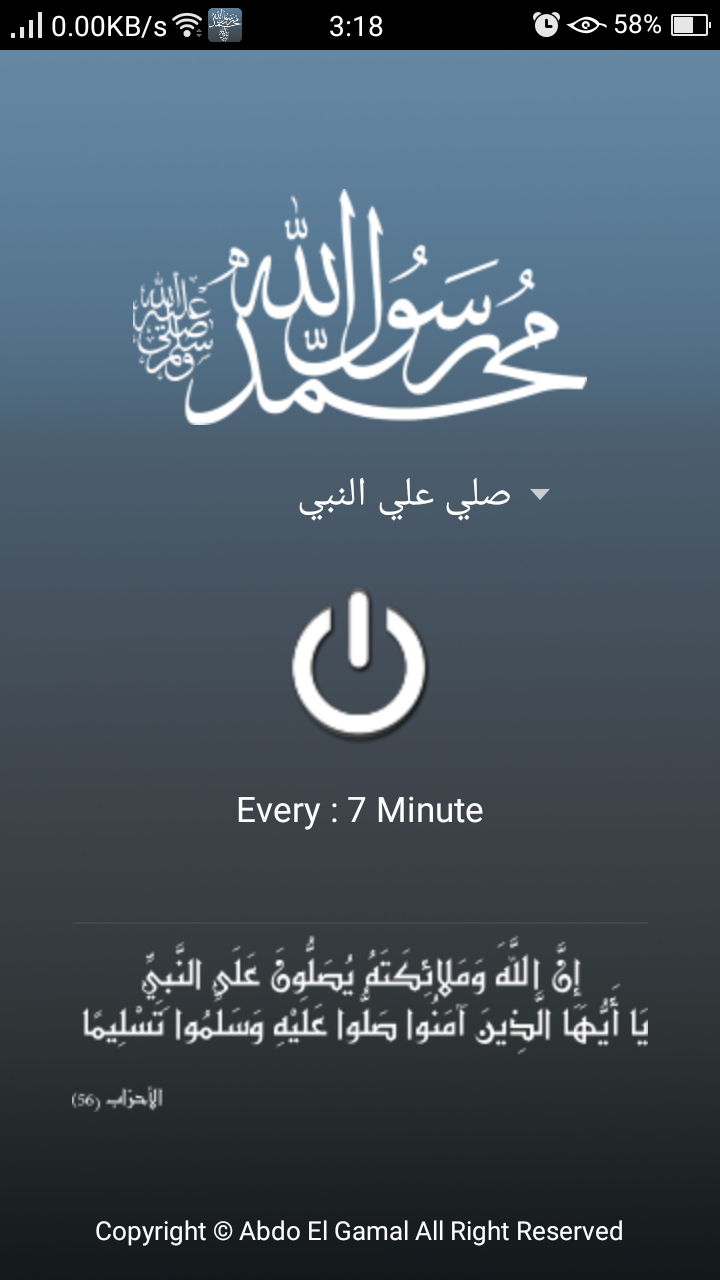 0.00KB/s 3:18 58%
محمد رسول الله
صلى الله عليه وسلم
صلي علي النبي
Every : 7 Minute
إِنَّ اللَّهَ وَمَلَائِكَتَهُ يُصَلُّونَ عَلَى النَّبِيِّ
يَا أَيُّهَا الَّذِينَ آمَنُوا صَلُّوا عَلَيْهِ وَسَلِّمُوا تَسْلِيمًا
الأحزاب (56)
Copyright © Abdo El Gamal All Right Reserved